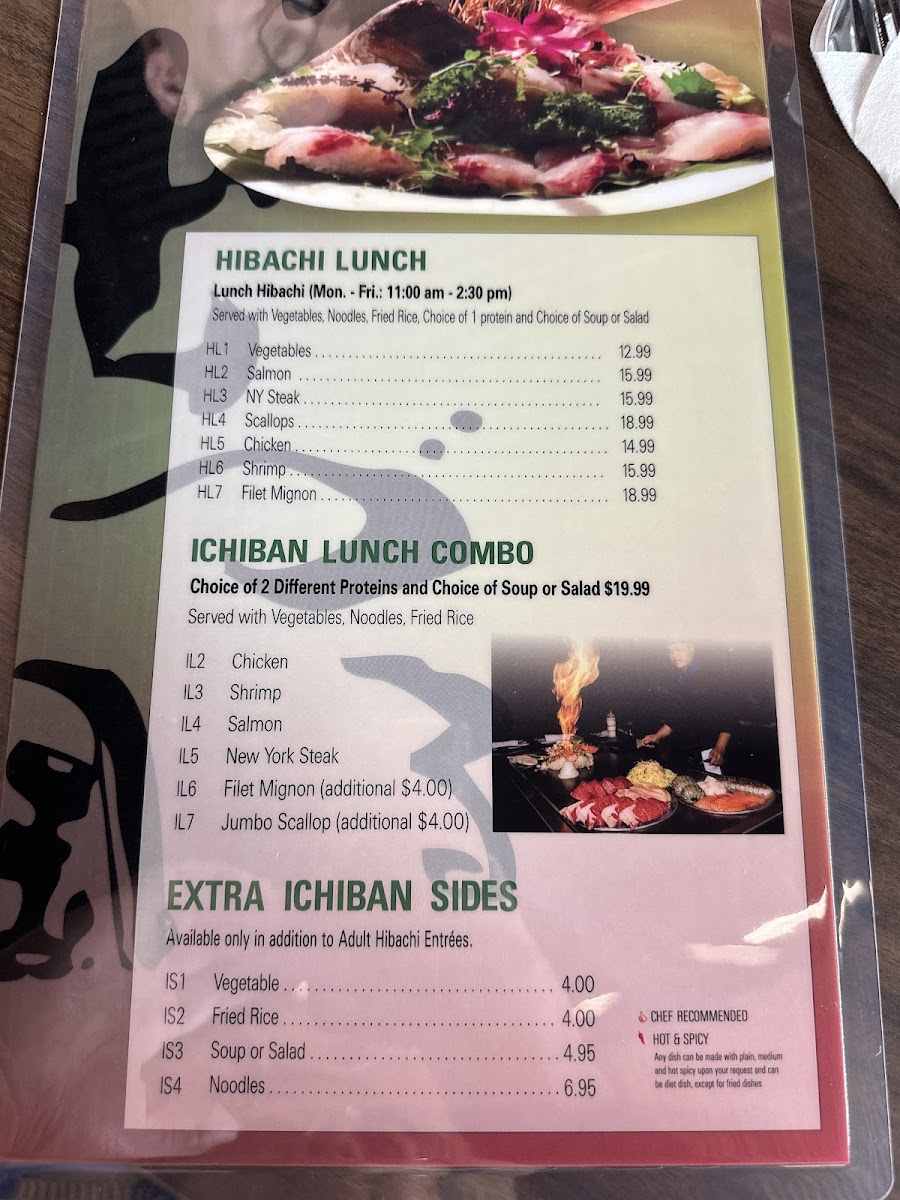 HIBACHI LUNCH
Lunch Hibachi (Mon. - Fri.: 11:00 am - 2:30 pm)
Served with Vegetables, Noodles, Fried Rice, Choice of 1 protein and Choice of Soup or Salad
HL1 Vegetables 12.99
HL2 Salmon 15.99
HL3 NY Steak 15.99
HL4 Scallops 18.99
HL5 Chicken 14.99
HL6 Shrimp 15.99
HL7 Filet Mignon 18.99
ICHIBAN LUNCH COMBO
Choice of 2 Different Proteins and Choice of Soup or Salad $19.99
Served with Vegetables, Noodles, Fried Rice
IL2 Chicken
IL3 Shrimp
IL4 Salmon
IL5 New York Steak
IL6 Filet Mignon (additional $4.00)
IL7 Jumbo Scallop (additional $4.00)
EXTRA ICHIBAN SIDES
Available only in addition to Adult Hibachi Entrées.
IS1 Vegetable 4.00
IS2 Fried Rice 4.00
IS3 Soup or Salad 4.95
IS4 Noodles 6.95
CHEF RECOMMENDED
HOT & SPICY
Any dish can be made with plain, medium
and hot spicy upon your request and can
be diet dish, except for fried dishes